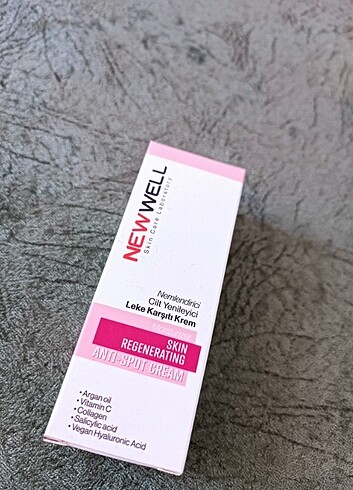 NEWWELL
Skin Care Laboratory
Nemlendirici
Cilt Yenileyici
Leke Karşıtı Krem
Moisturizer
SKIN
REGENERATING
ANTI-SPOT CREAM
• Argan oil
• Vitamin C
• Collagen
• Salicylic acid
• Vegan Hyaluronic Acid